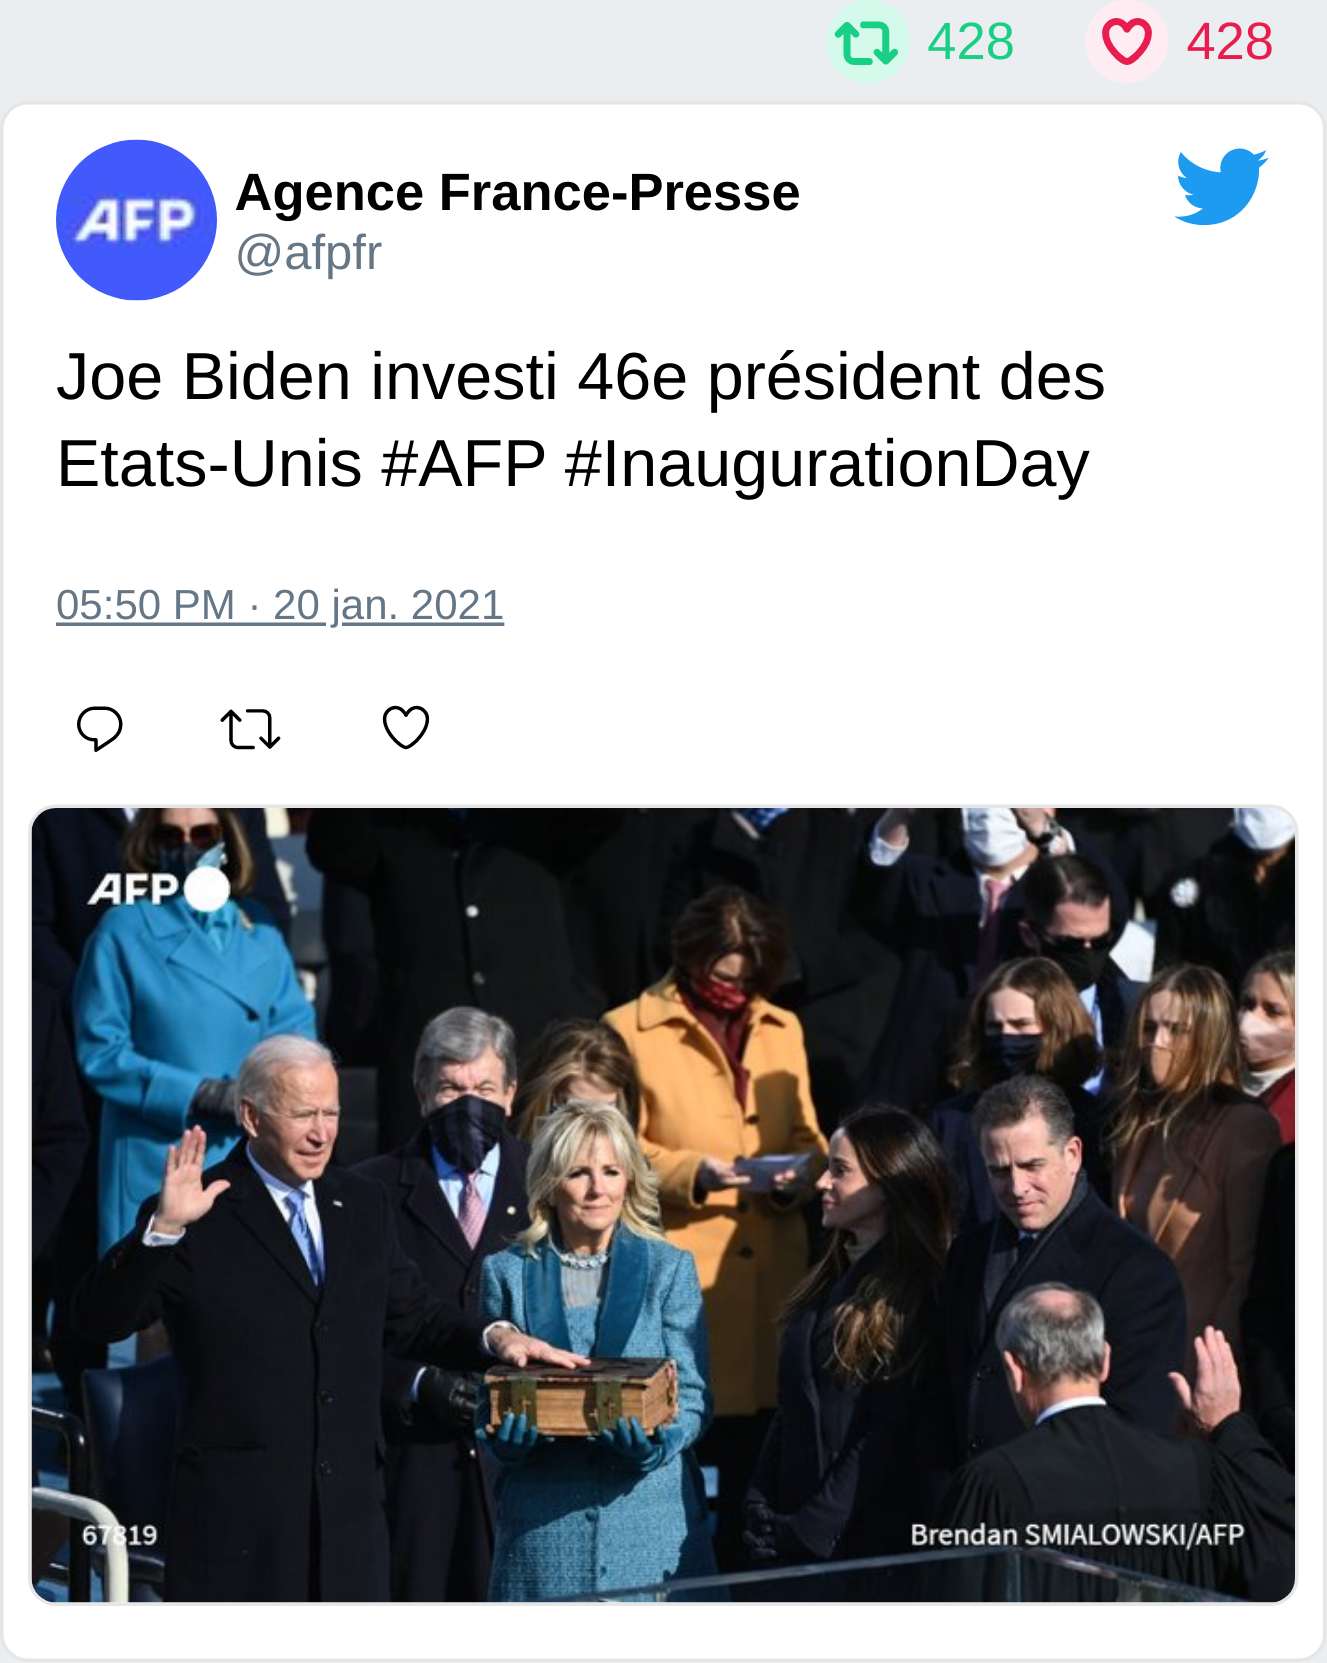 428 428
AFP
Agence France-Presse
@afpfr
Joe Biden investi 46e président des
Etats-Unis #AFP #InaugurationDay
05:50 PM · 20 jan. 2021
AFP
67819
Brendan SMIALOWSKI/AFP